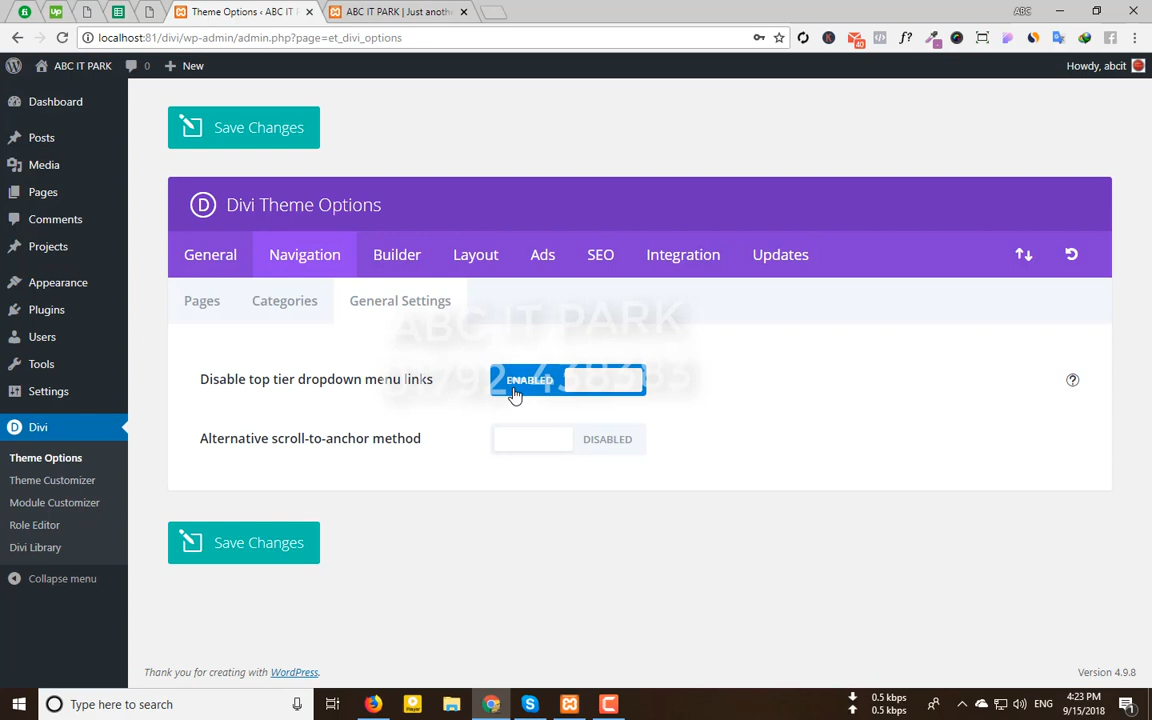 Theme Options ‹ ABC IT P
ABC IT PARK | Just anoth
ABC
localhost:81/divi/wp-admin/admin.php?page=et_divi_options
40
ABC IT PARK
0
New
Howdy, abcit
Dashboard
Posts
Media
Pages
Comments
Projects
Appearance
Plugins
Users
Tools
Settings
Divi
Theme Options
Theme Customizer
Module Customizer
Role Editor
Divi Library
Collapse menu
Save Changes
Divi Theme Options
General
Navigation
Builder
Layout
Ads
SEO
Integration
Updates
Pages
Categories
General Settings
ABC IT PARK
Disable top tier dropdown menu links
ENABLED
Alternative scroll-to-anchor method
DISABLED
Save Changes
Thank you for creating with WordPress.
Version 4.9.8
Type here to search
0.5 kbps
0.5 kbps
ENG
4:23 PM
9/15/2018